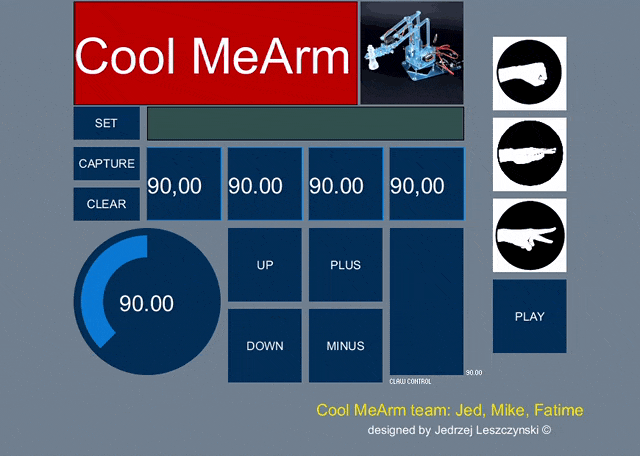 Cool MeArm
SET
CAPTURE
CLEAR
90,00
90.00
90.00
90,00
90.00
UP
PLUS
DOWN
MINUS
CLAW CONTROL
90.00
PLAY
Cool MeArm team: Jed, Mike, Fatime
designed by Jedrzej Leszczynski ©